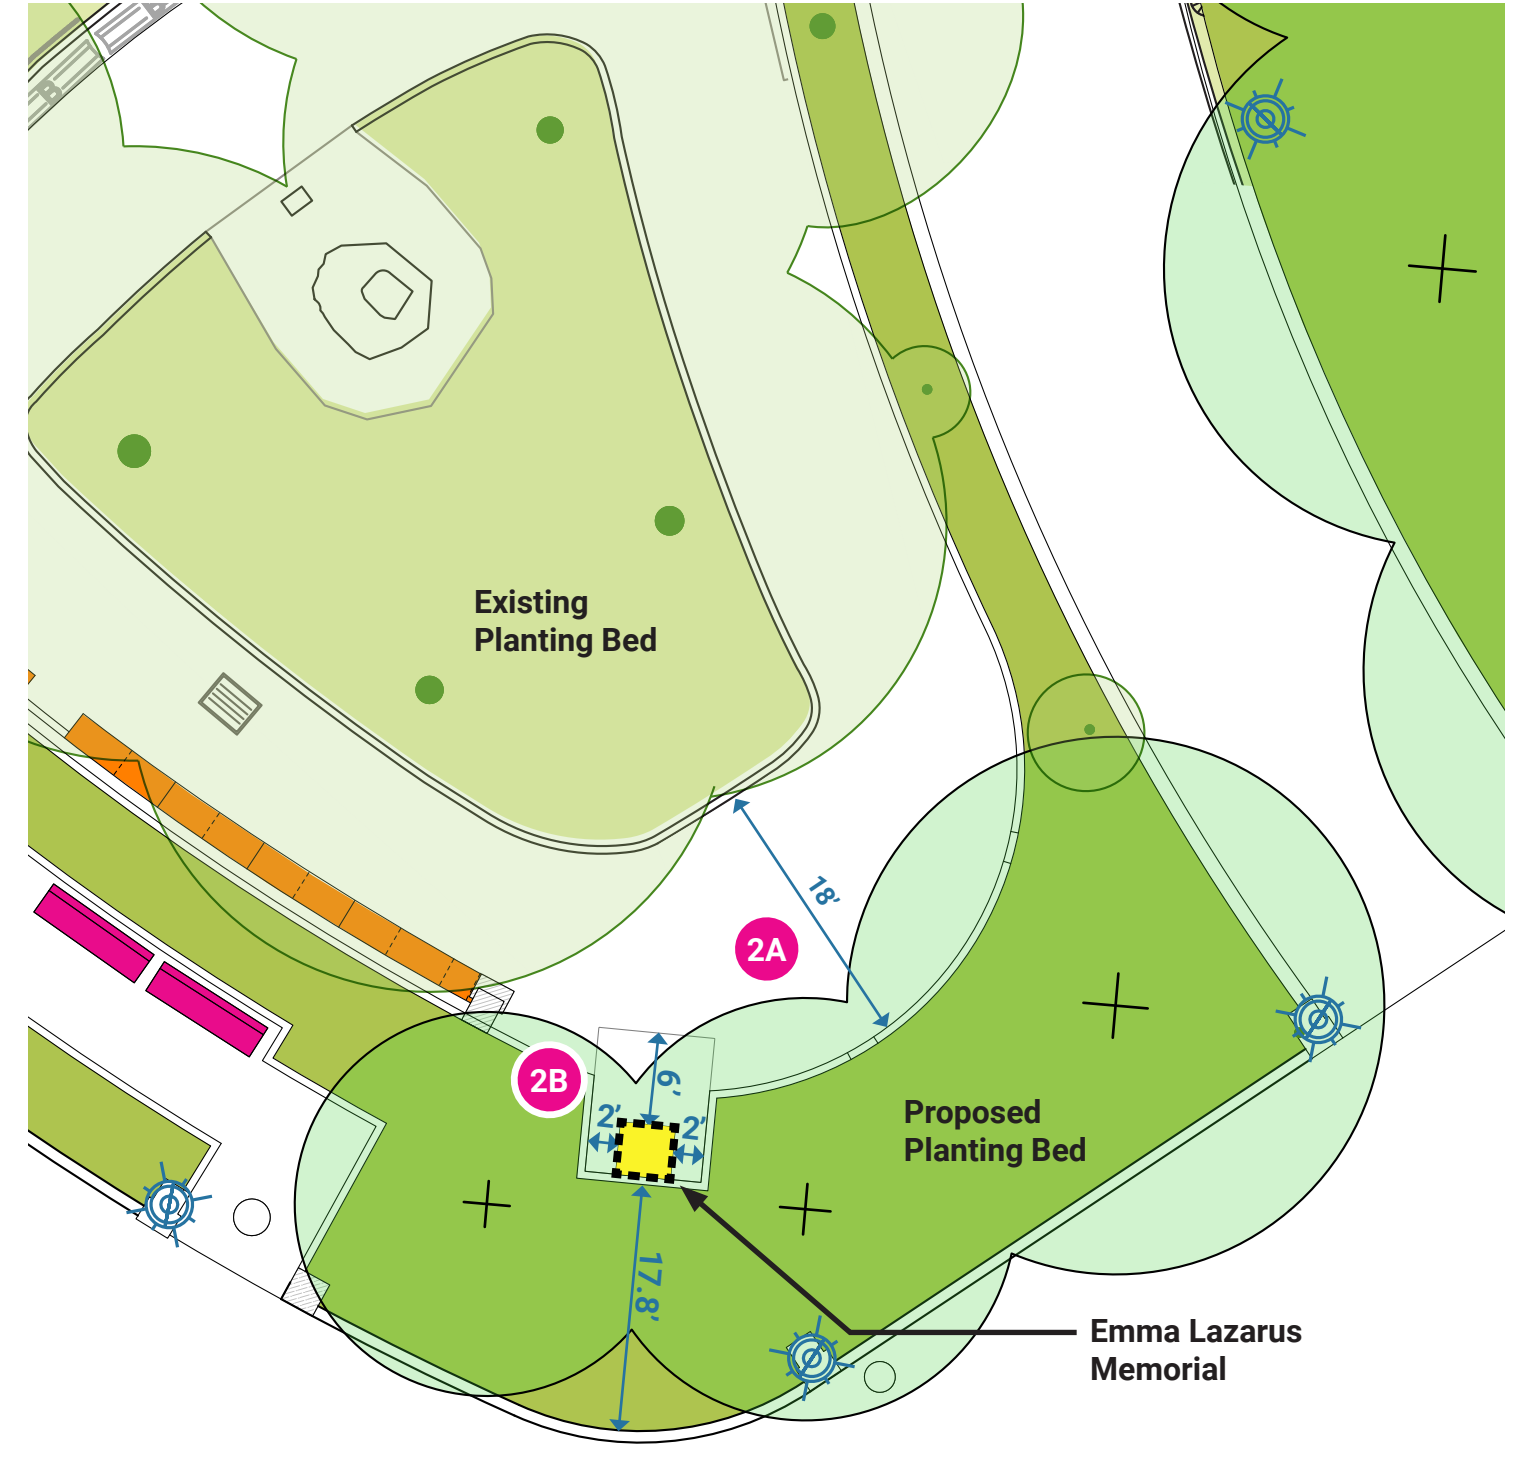 B
Existing
Planting Bed
18’
2A
2B
6’
2’
2’
Proposed
Planting Bed
17.8’
Emma Lazarus
Memorial